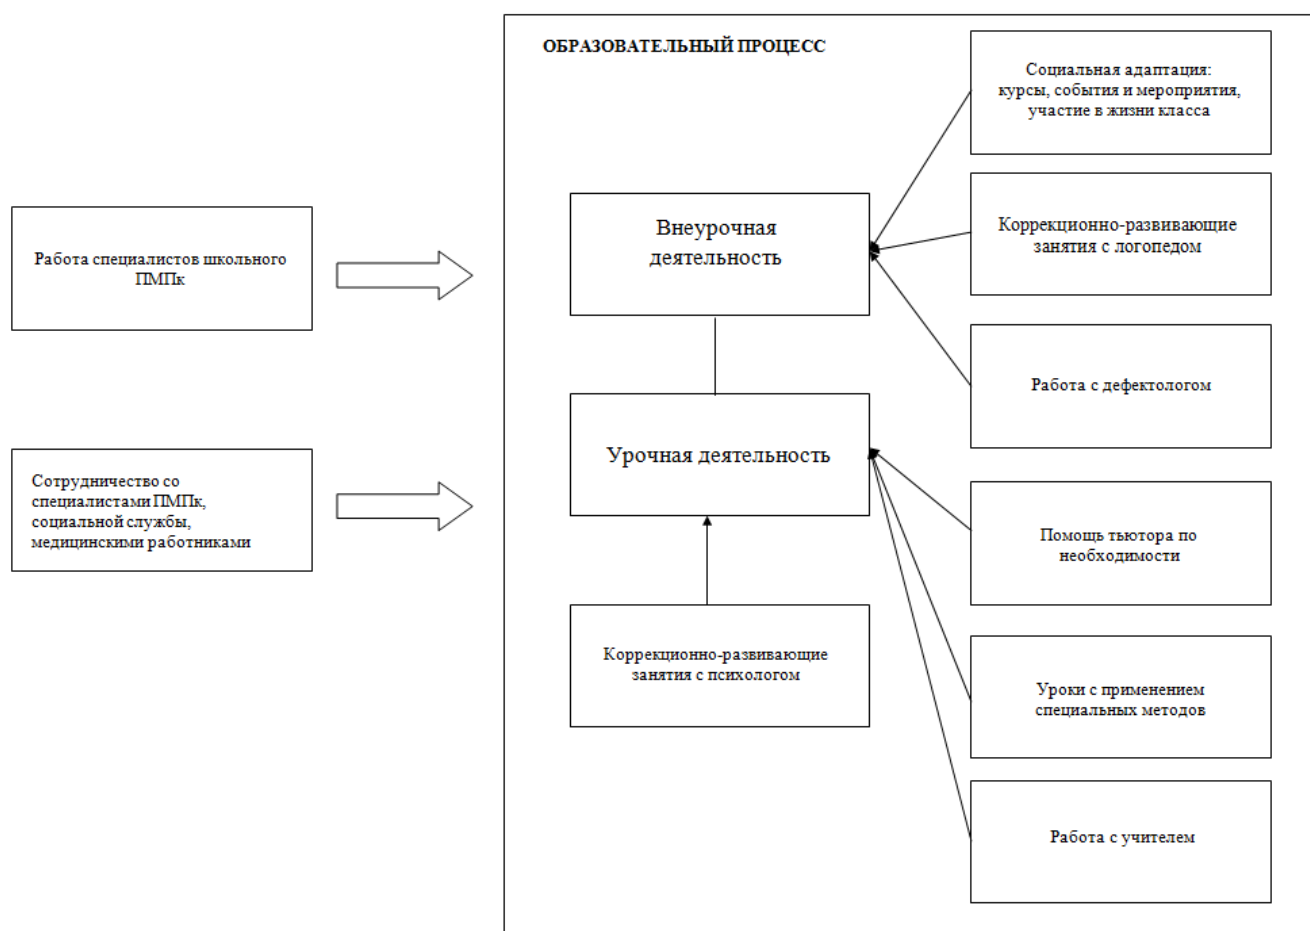 ОБРАЗОВАТЕЛЬНЫЙ ПРОЦЕСС
Работа специалистов школьного
ПМПк
Сотрудничество со
специалистами ПМПк,
социальной службы,
медицинскими работниками
Внеурочная
деятельность
Урочная деятельность
Коррекционно-развивающие
занятия с психологом
Социальная адаптация:
курсы, события и мероприятия,
участие в жизни класса
Коррекционно-развивающие
занятия с логопедом
Работа с дефектологом
Помощь тьютора по
необходимости
Уроки с применением
специальных методов
Работа с учителем